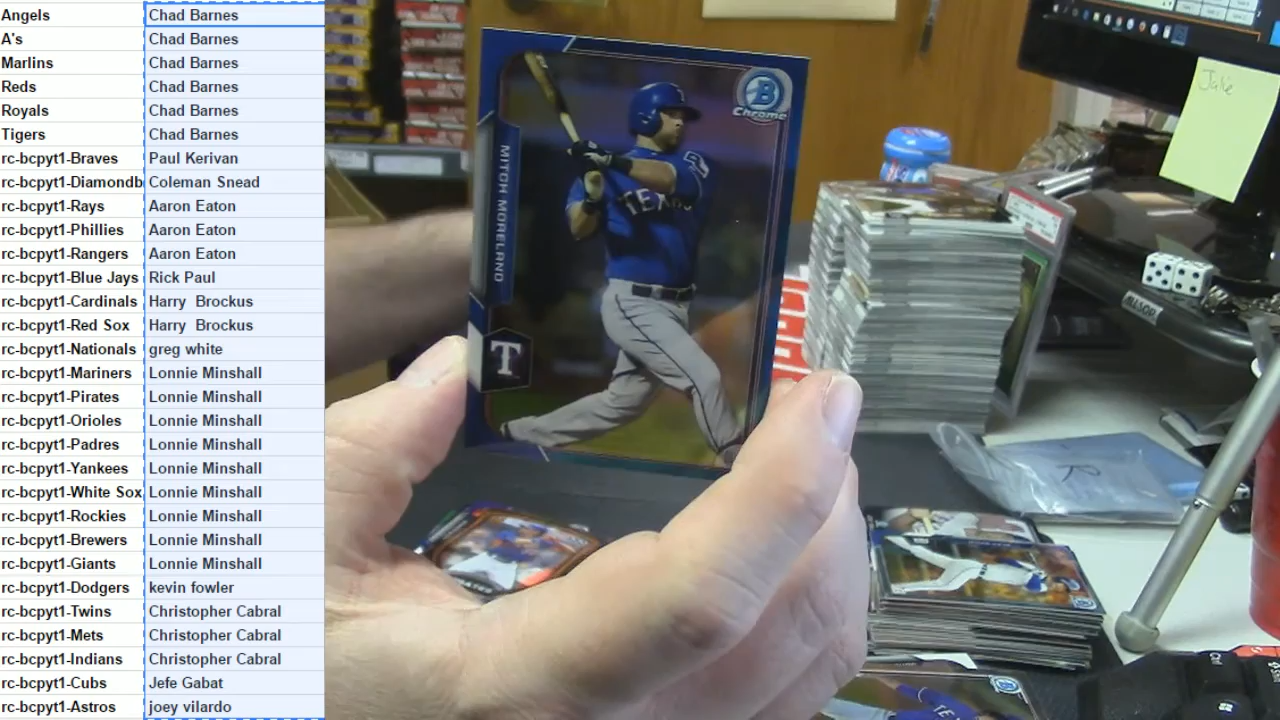 Angels Chad Barnes
A's Chad Barnes
Marlins Chad Barnes
Reds Chad Barnes
Royals Chad Barnes
Tigers Chad Barnes
rc-bcpyt1-Braves Paul Kerivan
rc-bcpyt1-Diamondb Coleman Snead
rc-bcpyt1-Rays Aaron Eaton
rc-bcpyt1-Phillies Aaron Eaton
rc-bcpyt1-Rangers Aaron Eaton
rc-bcpyt1-Blue Jays Rick Paul
rc-bcpyt1-Cardinals Harry  Brockus
rc-bcpyt1-Red Sox Harry  Brockus
rc-bcpyt1-Nationals greg white
rc-bcpyt1-Mariners Lonnie Minshall
rc-bcpyt1-Pirates Lonnie Minshall
rc-bcpyt1-Orioles Lonnie Minshall
rc-bcpyt1-Padres Lonnie Minshall
rc-bcpyt1-Yankees Lonnie Minshall
rc-bcpyt1-White Sox Lonnie Minshall
rc-bcpyt1-Rockies Lonnie Minshall
rc-bcpyt1-Brewers Lonnie Minshall
rc-bcpyt1-Giants Lonnie Minshall
rc-bcpyt1-Dodgers kevin fowler
rc-bcpyt1-Twins Christopher Cabral
rc-bcpyt1-Mets Christopher Cabral
rc-bcpyt1-Indians Christopher Cabral
rc-bcpyt1-Cubs Jefe Gabat
rc-bcpyt1-Astros joey vilardo
B
Chrome
MITCH MORELAND
TEXAS
T
Julie
ALLSOP
R
Ctrl